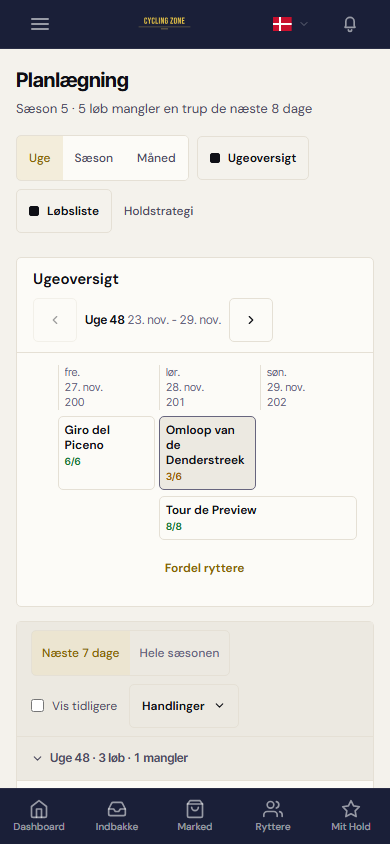 CYCLING ZONE
Planlægning
Sæson 5 · 5 løb mangler en trup de næste 8 dage
Uge Sæson Måned Ugeoversigt
Løbsliste Holdstrategi
Ugeoversigt
Uge 48 23. nov. - 29. nov.
fre. lør. søn.
27. nov. 28. nov. 29. nov.
200 201 202
Giro del
Piceno
6/6
Omloop van
de
Denderstreek
3/6
Tour de Preview
8/8
Fordel ryttere
Næste 7 dage Hele sæsonen
Vis tidligere Handlinger
Uge 48 · 3 løb · 1 mangler
Dashboard Indbakke Marked Ryttere Mit Hold